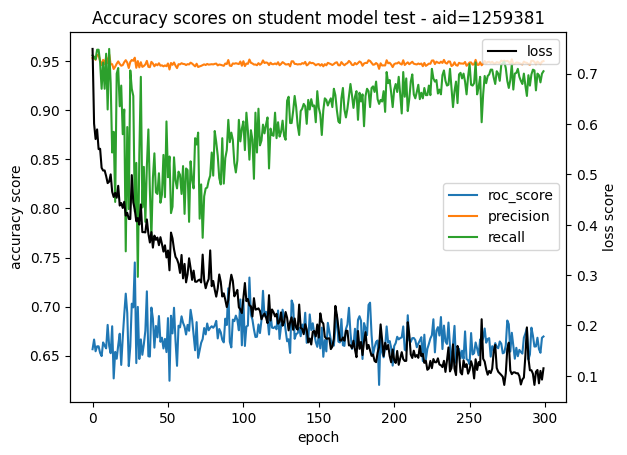 Accuracy scores on student model test - aid=1259381
0.95
0.90
0.85
0.80
0.75
0.70
0.65
accuracy score
0
50
100
150
200
250
300
epoch
0.7
0.6
0.5
0.4
0.3
0.2
0.1
loss score
loss
roc_score
precision
recall